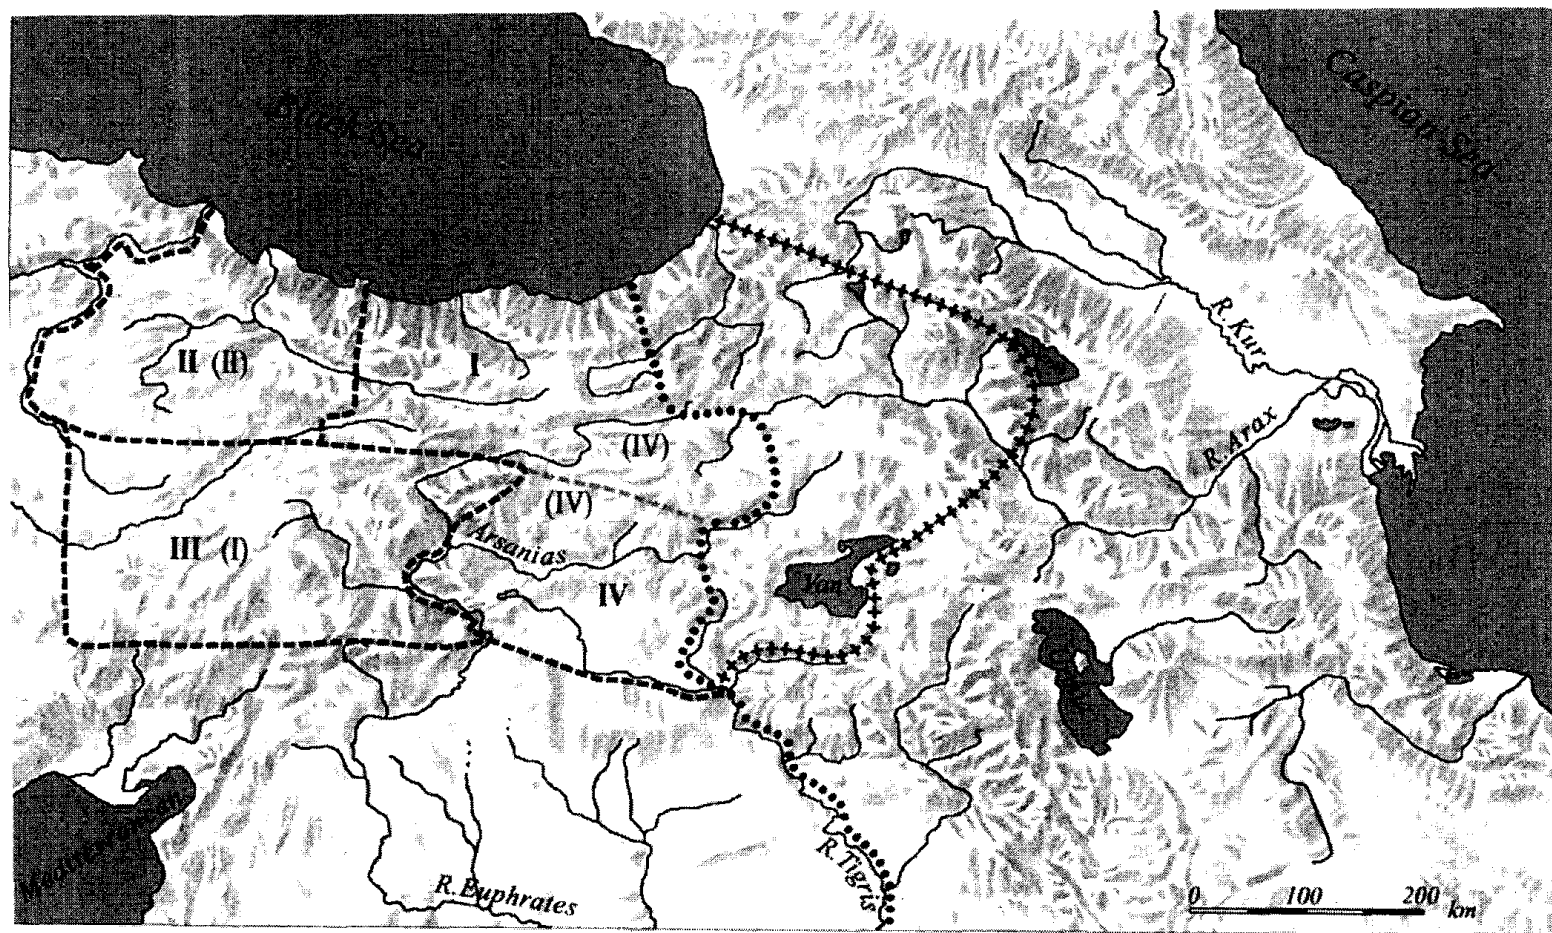 Black Sea
Caspian Sea
R.Kur
II (II)
I
R. Arax
(IV)
(IV)
Arsanias
III (I)
Van
IV
Mediterranean
R.Tigris
R.Euphrates
0 100 200 km